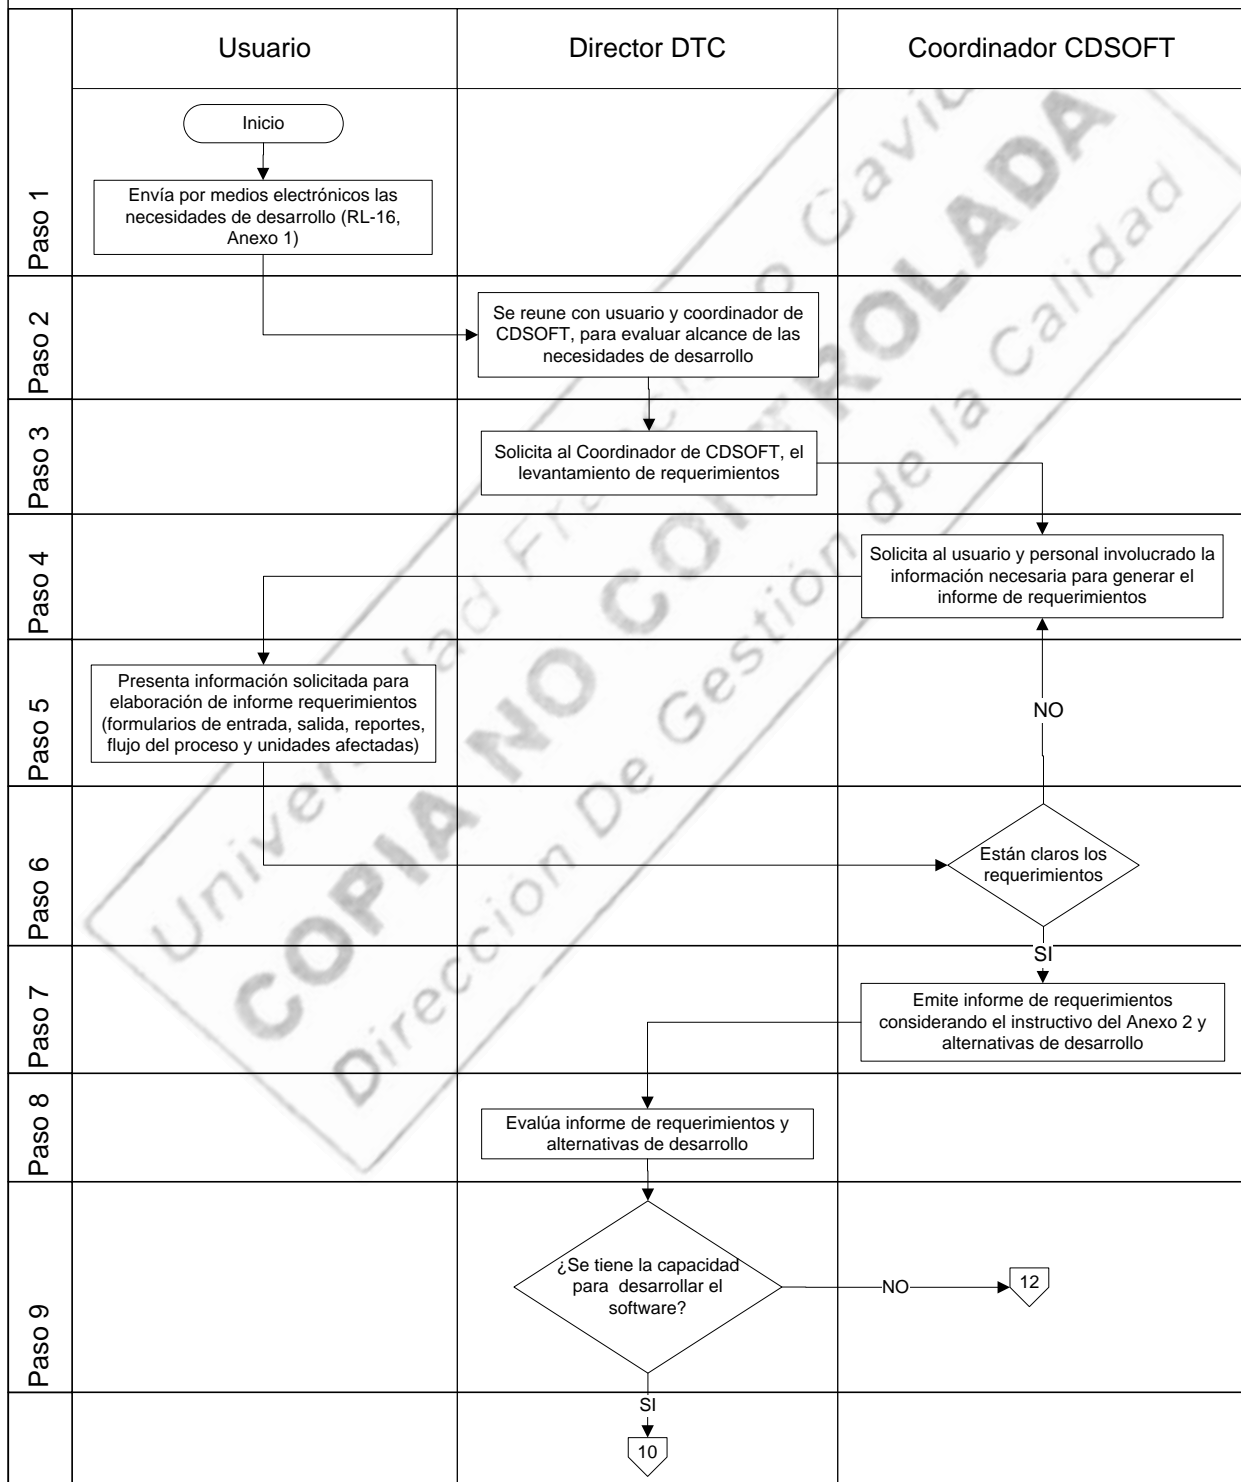 Usuario
Director DTC
Coordinador CDSOFT
Inicio
Paso 1
Envía por medios electrónicos las
necesidades de desarrollo (RL-16,
Anexo 1)
Paso 2
Se reune con usuario y coordinador de
CDSOFT, para evaluar alcance de las
necesidades de desarrollo
Paso 3
Solicita al Coordinador de CDSOFT, el
levantamiento de requerimientos
Paso 4
Solicita al usuario y personal involucrado la
información necesaria para generar el
informe de requerimientos
Paso 5
Presenta información solicitada para
elaboración de informe requerimientos
(formularios de entrada, salida, reportes,
flujo del proceso y unidades afectadas)
NO
Paso 6
Están claros los
requerimientos
SI
Paso 7
Emite informe de requerimientos
considerando el instructivo del Anexo 2 y
alternativas de desarrollo
Paso 8
Evalúa informe de requerimientos y
alternativas de desarrollo
Paso 9
¿Se tiene la capacidad
para desarrollar el
software?
NO
12
SI
10
COPIA NO CONTROLADA
Direccion De Gestión de la Calidad